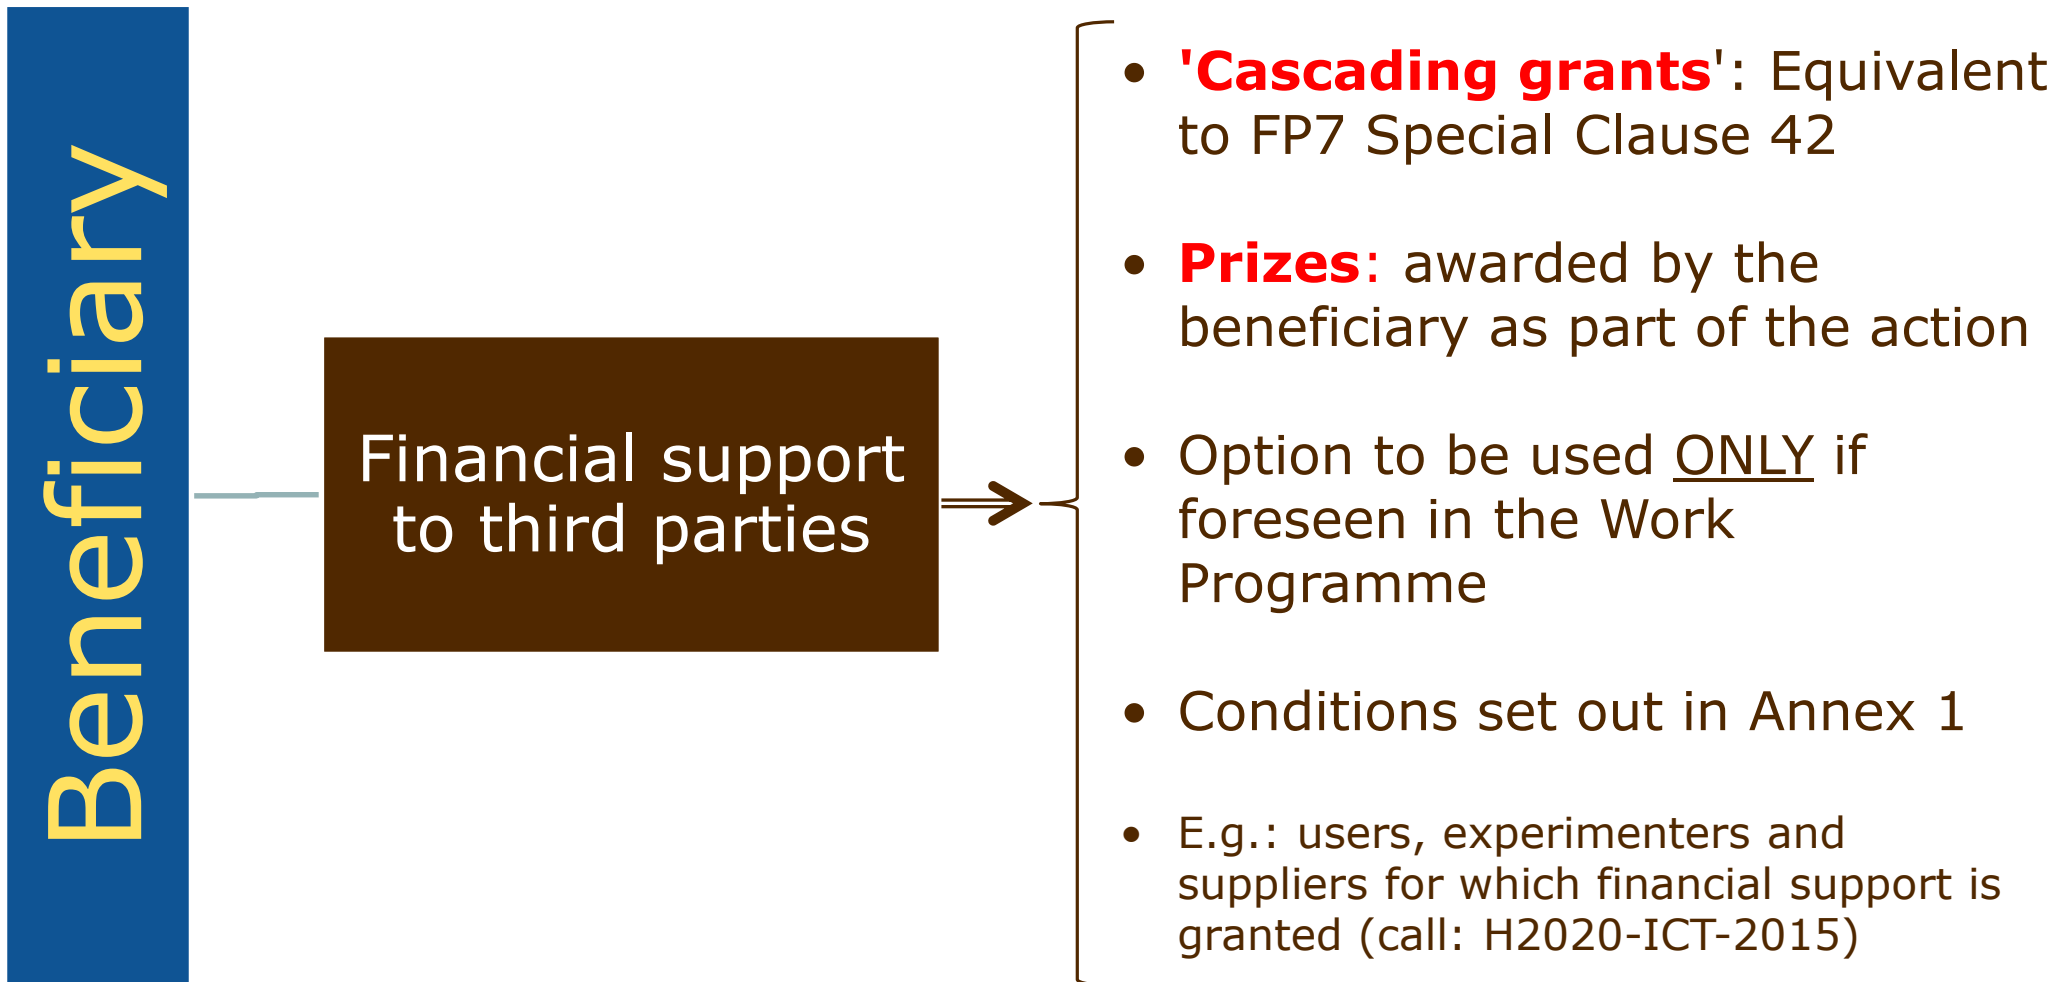 Beneficiary
Financial support
to third parties
• 'Cascading grants': Equivalent
to FP7 Special Clause 42
• Prizes: awarded by the
beneficiary as part of the action
• Option to be used ONLY if
foreseen in the Work
Programme
• Conditions set out in Annex 1
• E.g.: users, experimenters and
suppliers for which financial support is
granted (call: H2020-ICT-2015)